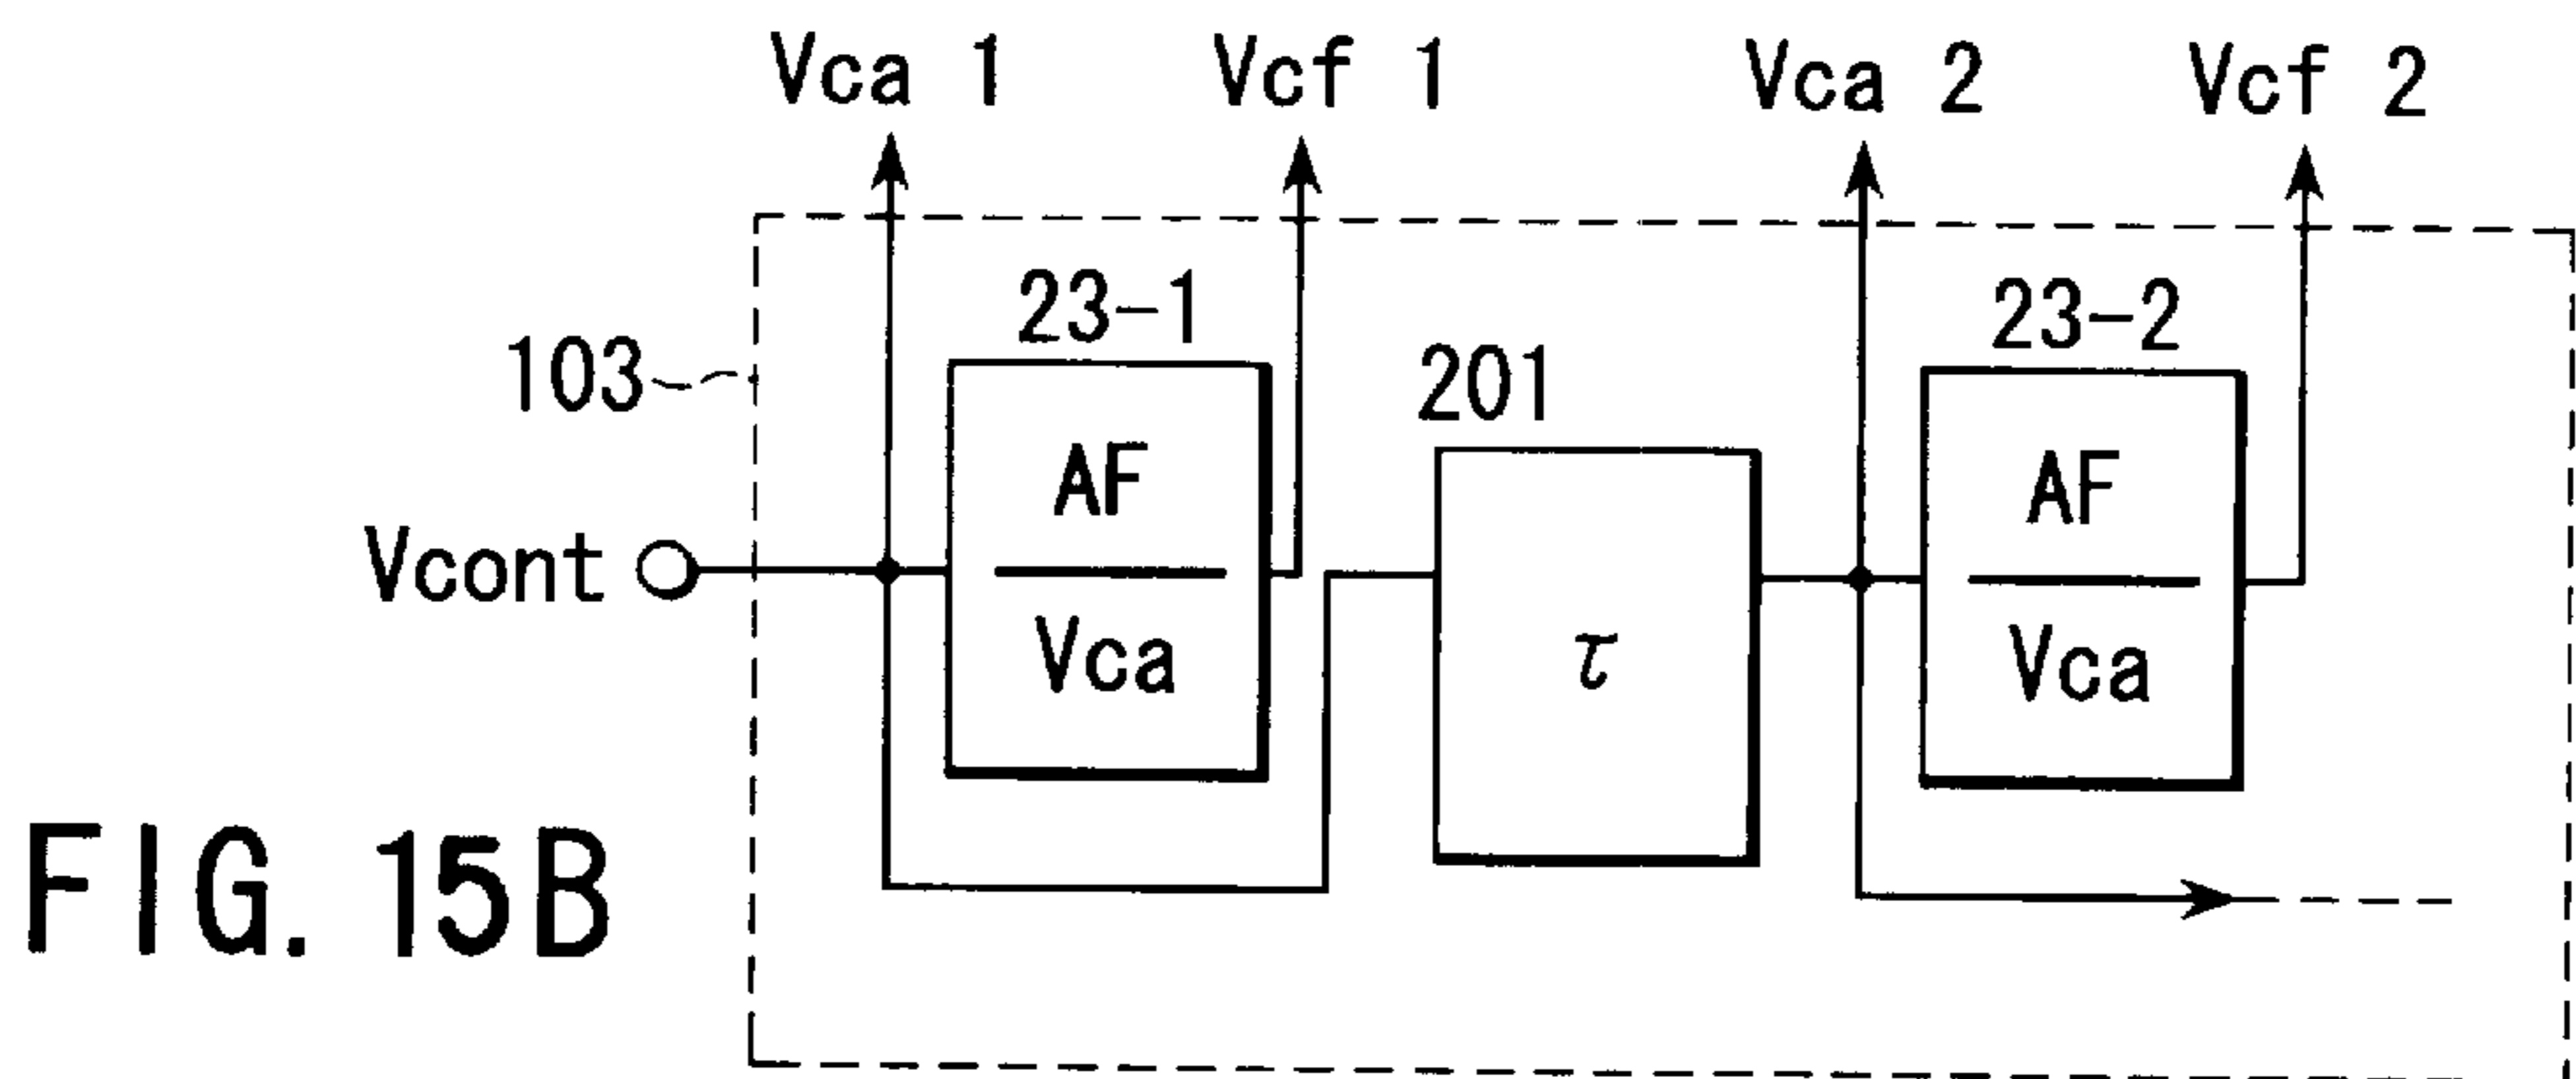 Vca 1
Vcf 1
Vca 2
Vcf 2
23-1
23-2
103
201
AF
Vca
AF
Vca
Vcont
τ
FIG. 15B